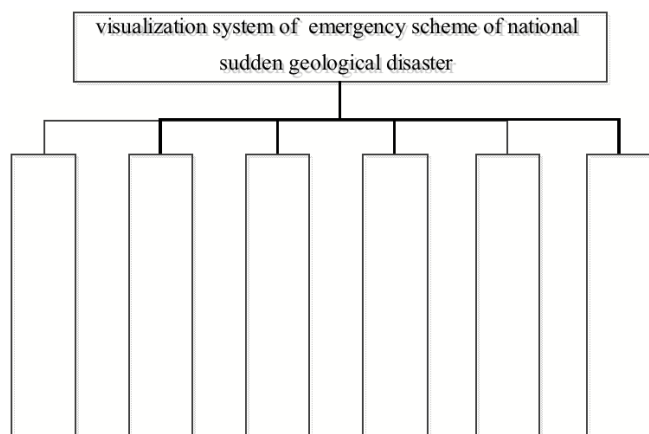 visualization system of emergency scheme of national
sudden geological disaster